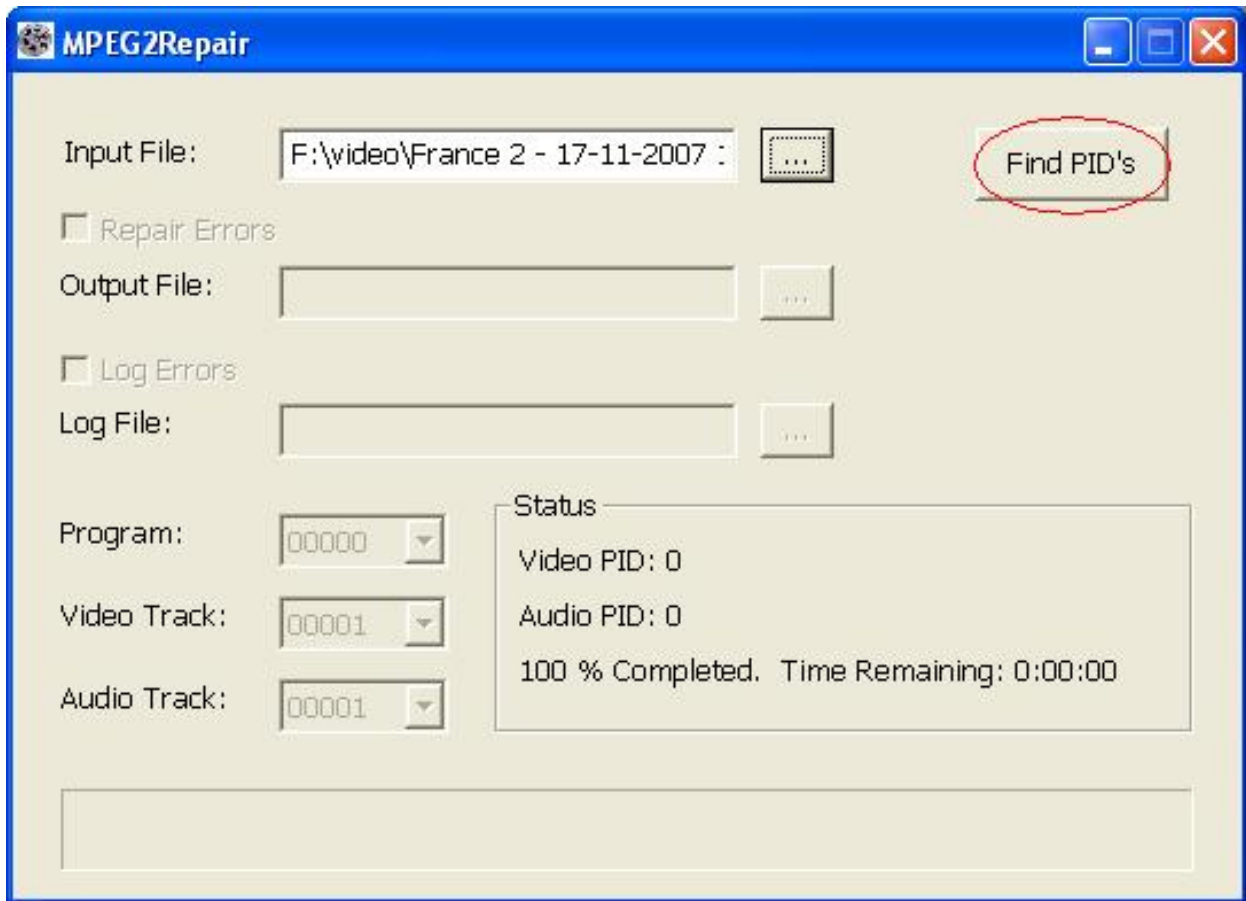 MPEG2Repair
Input File: F:\video\France 2 - 17-11-2007 : ... Find PID's
Repair Errors
Output File: ...
Log Errors
Log File: ...
Status
Program: 00000
Video PID: 0
Video Track: 00001
Audio PID: 0
100 % Completed. Time Remaining: 0:00:00
Audio Track: 00001